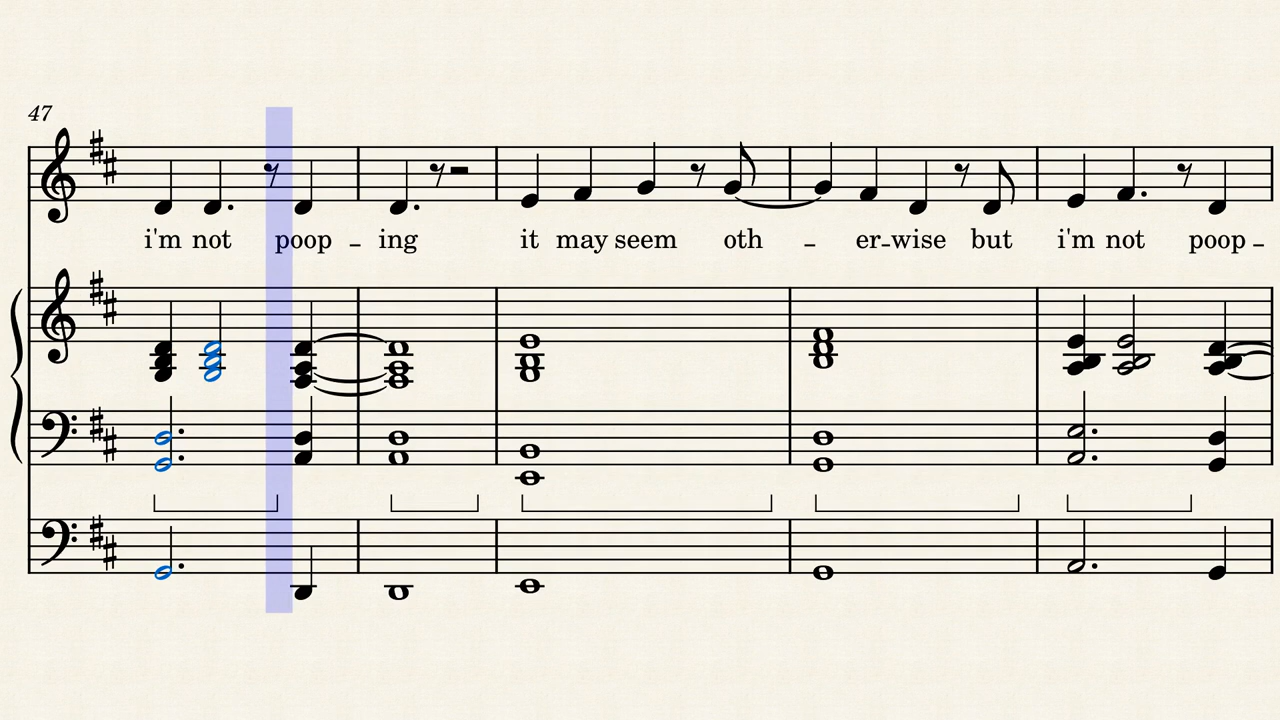 47
i'm not poop - ing it may seem oth - er-wise but i'm not poop -